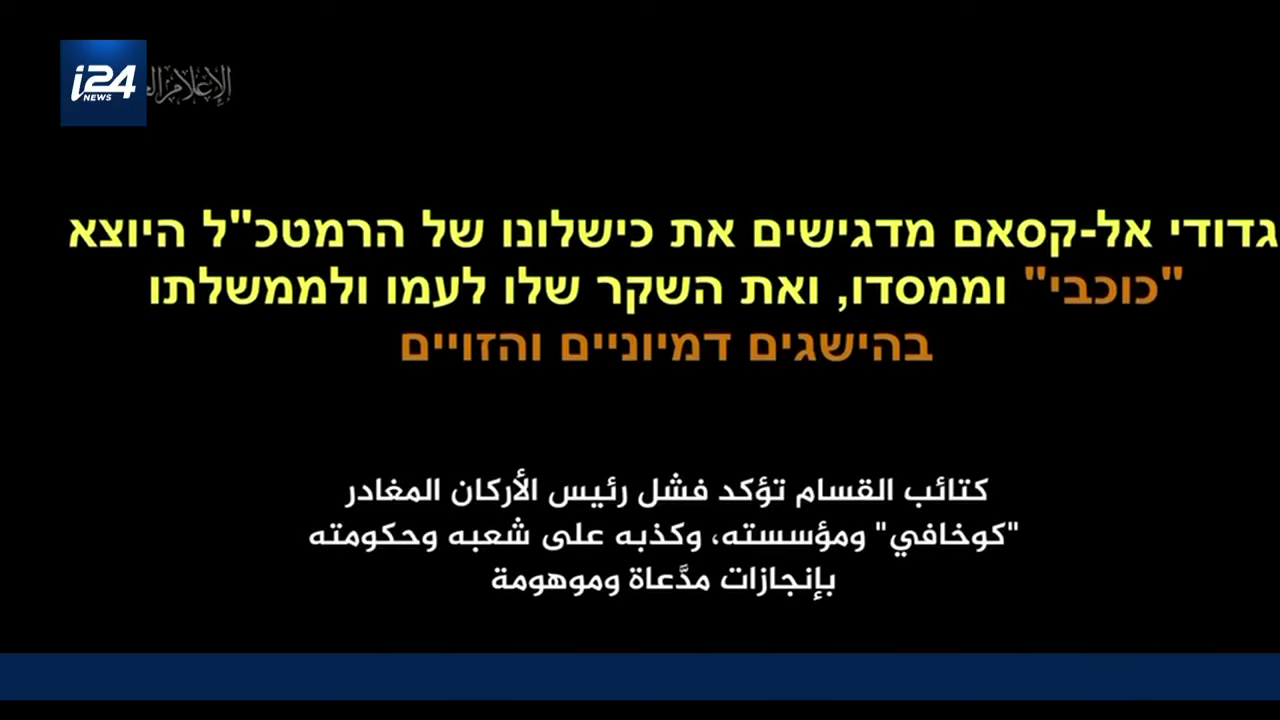 i24
NEWS
الإعلام
גדודי אל-קסאם מדגישים את כישלונו של הרמטכ"ל היוצא
"כוכבי" וממסדו, ואת השקר שלו לעמו ולממשלתו
בהישגים דמיוניים והזויים
كتائب القسام تؤكد فشل رئيس الأركان المغادر
"كوخافي" ومؤسسته، وكذبه على شعبه وحكومته
بإنجازات مدَّعاة وموهومة